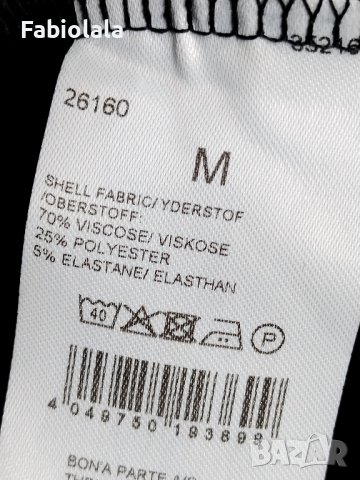 Fabiolala
26160
M
SHELL FABRIC/ YDERSTOF
/OBERSTOFF:
70% VISCOSE/ VISKOSE
25% POLYESTER
5% ELASTANE/ ELASTHAN
40
P
4 049750 193898
BON'A PARTE A/S
bazar